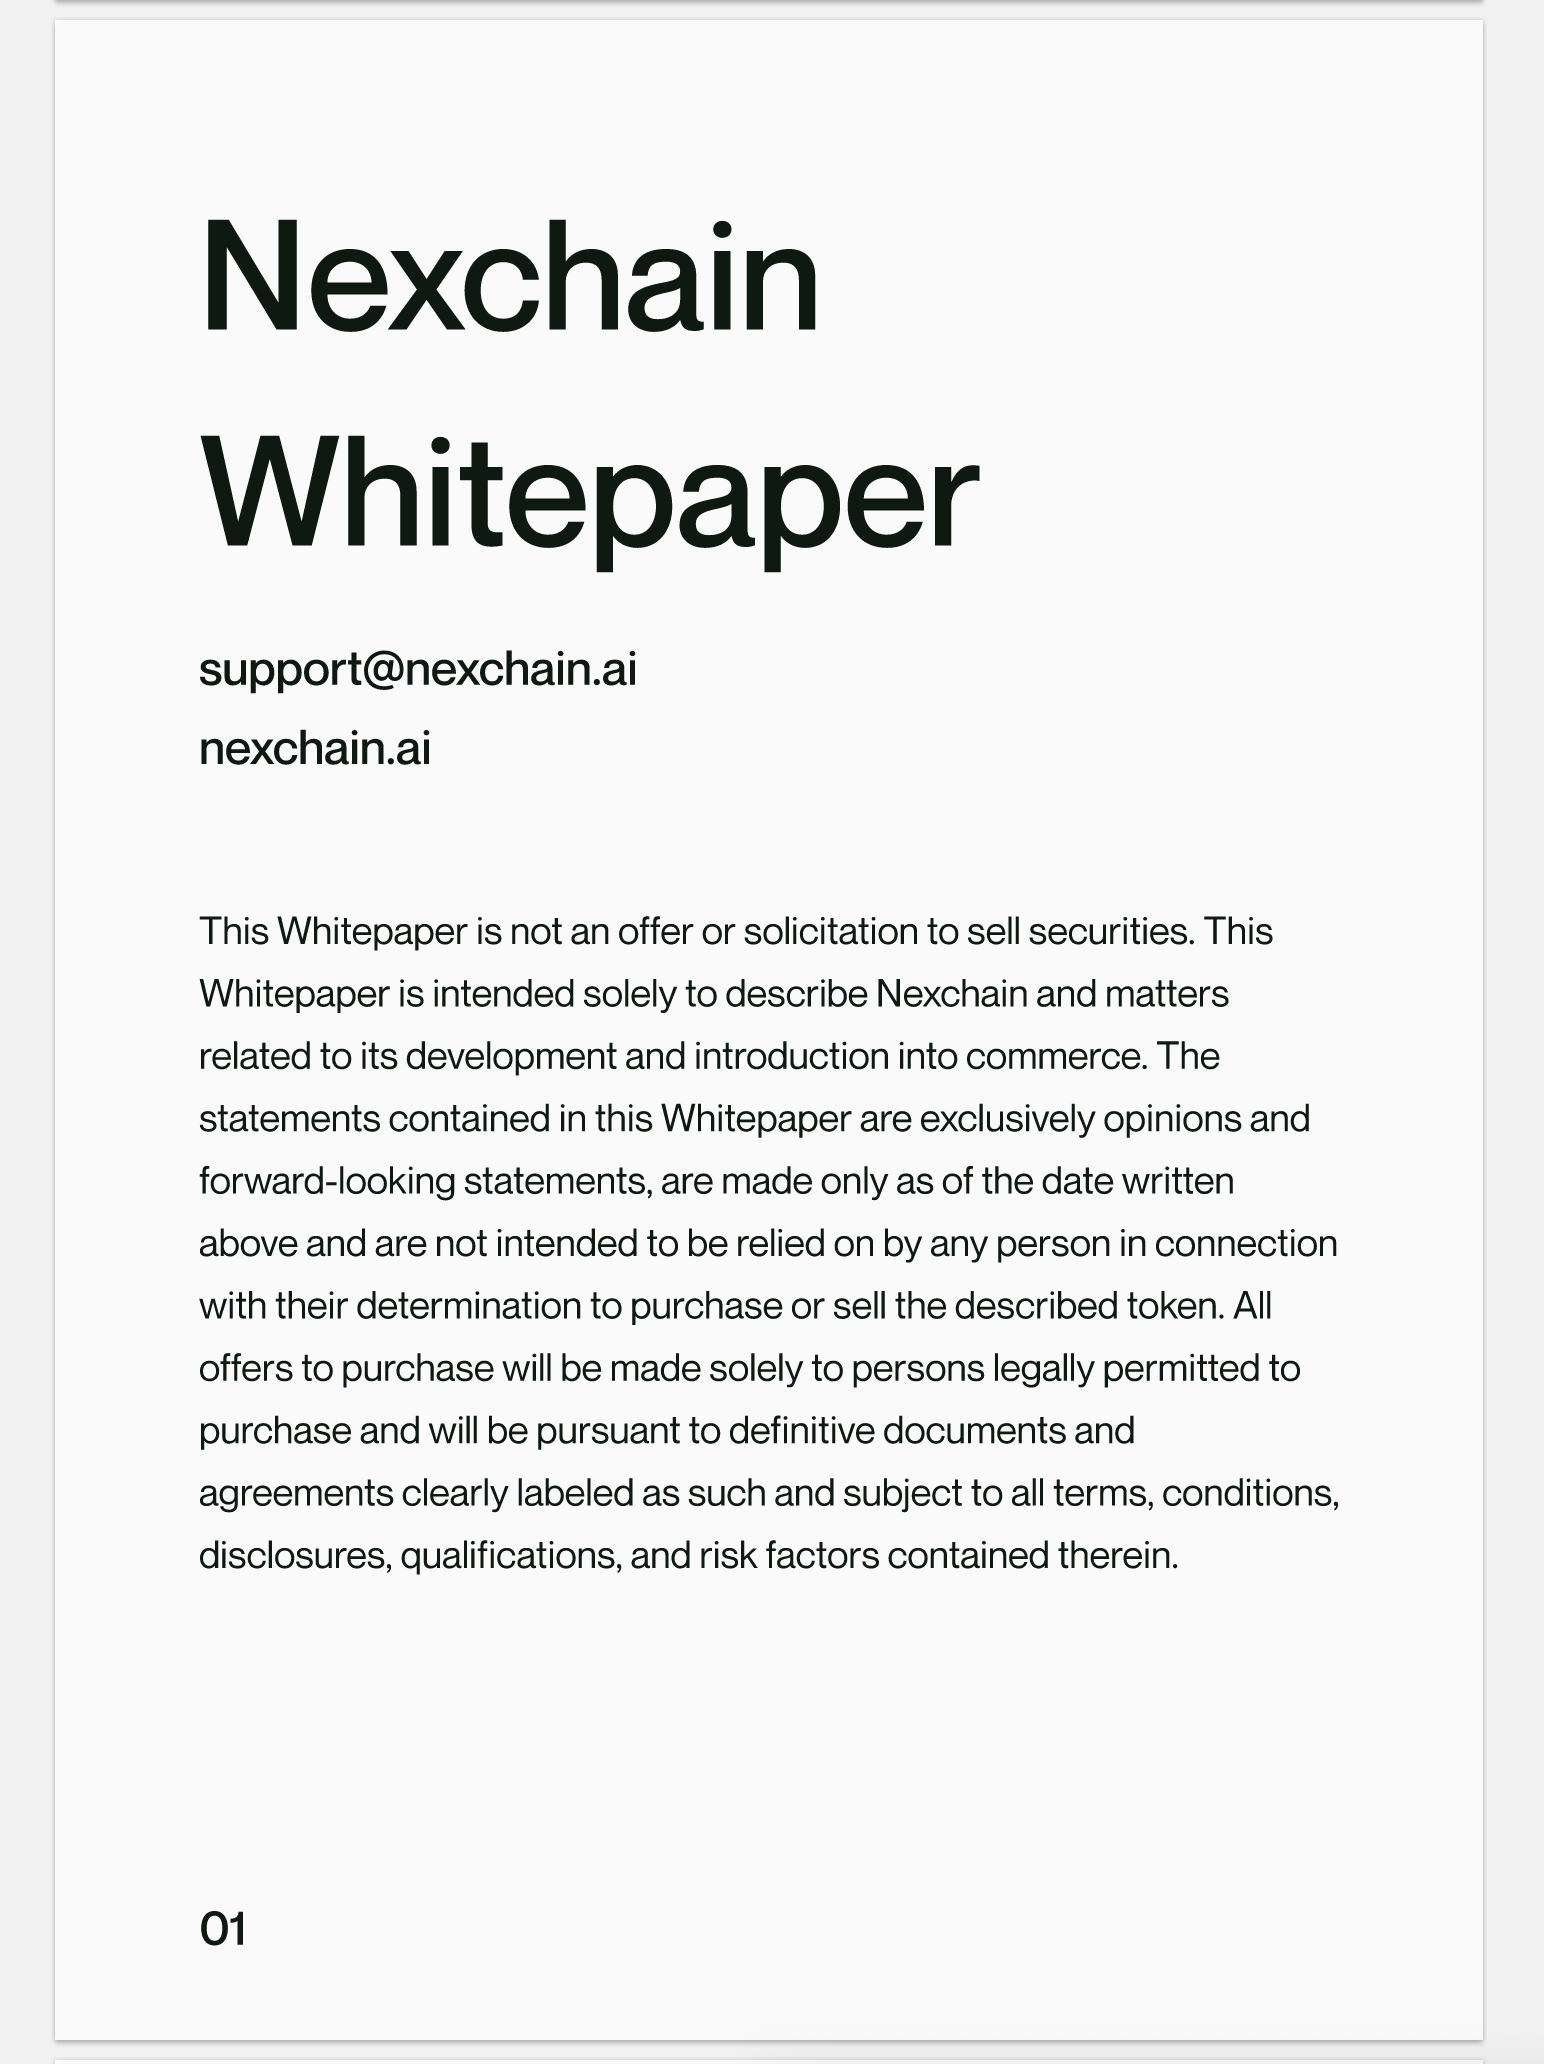 Nexchain
Whitepaper
support@nexchain.ai
nexchain.ai
This Whitepaper is not an offer or solicitation to sell securities. This
Whitepaper is intended solely to describe Nexchain and matters
related to its development and introduction into commerce. The
statements contained in this Whitepaper are exclusively opinions and
forward-looking statements, are made only as of the date written
above and are not intended to be relied on by any person in connection
with their determination to purchase or sell the described token. All
offers to purchase will be made solely to persons legally permitted to
purchase and will be pursuant to definitive documents and
agreements clearly labeled as such and subject to all terms, conditions,
disclosures, qualifications, and risk factors contained therein.
01